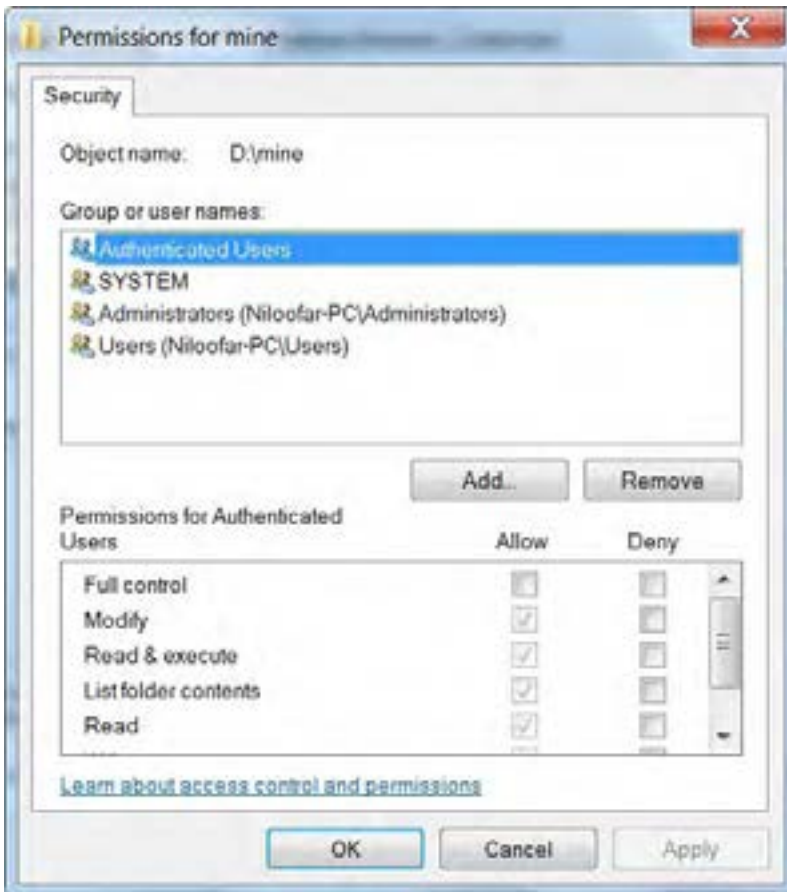 Permissions for mine
Security
Object name: D:\mine
Group or user names:
Authenticated Users
SYSTEM
Administrators (Niloofar-PC\Administrators)
Users (Niloofar-PC\Users)
Add... Remove
Permissions for Authenticated
Users Allow Deny
Full control
Modify
Read & execute
List folder contents
Read
Learn about access control and permissions
OK Cancel Apply